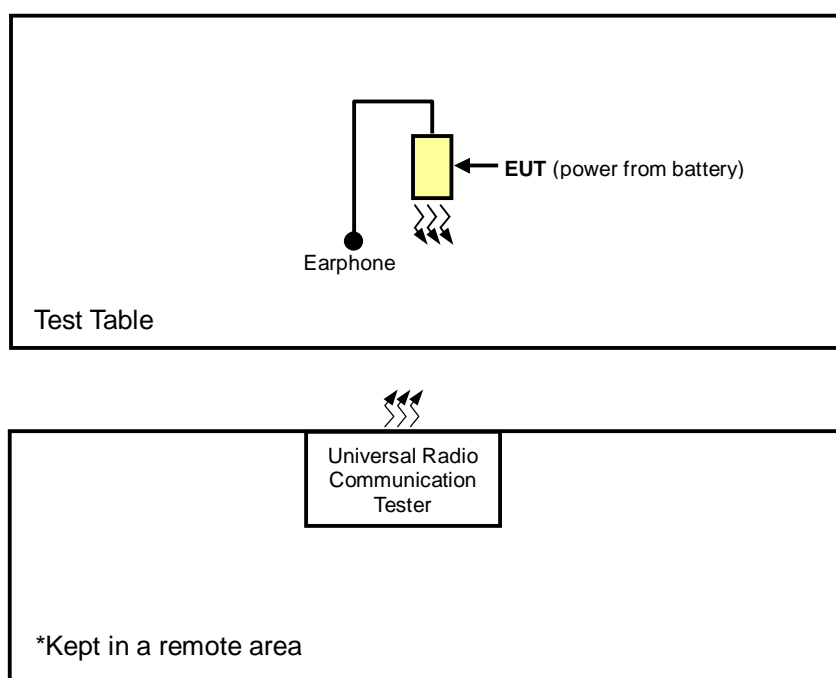 EUT (power from battery)
Earphone
Test Table
Universal Radio
Communication
Tester
*Kept in a remote area